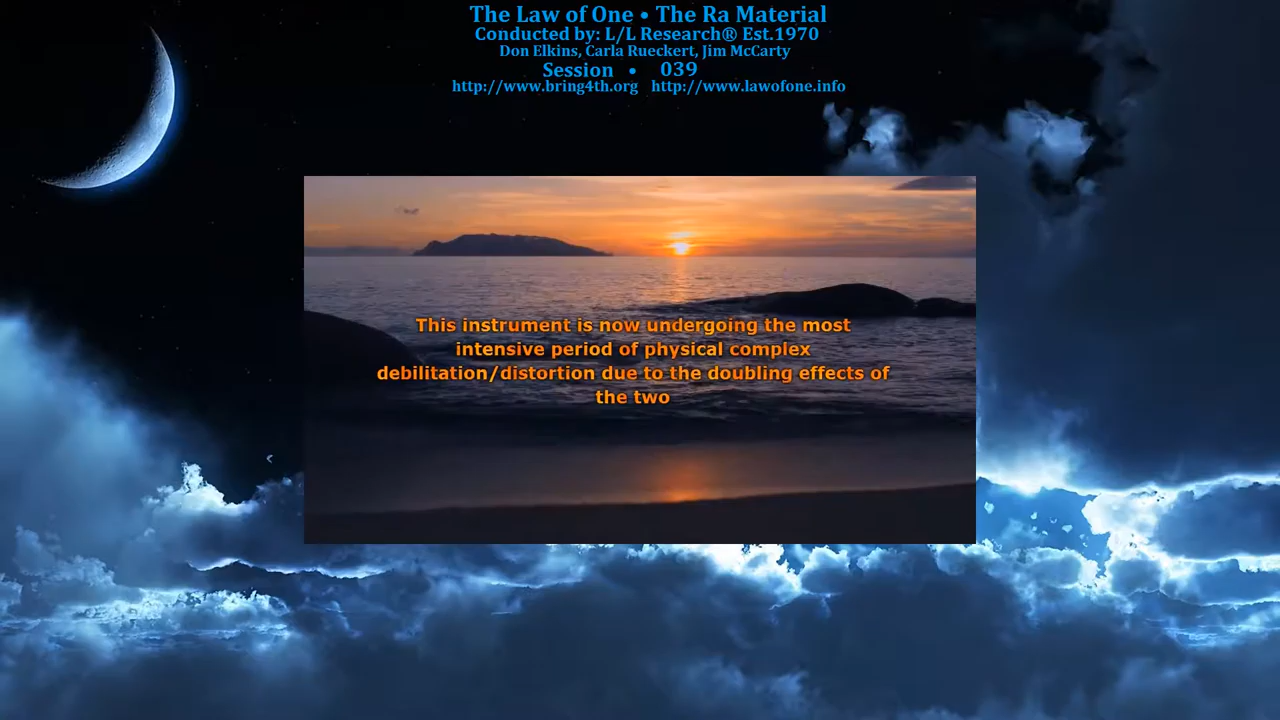 The Law of One • The Ra Material
Conducted by: L/L Research® Est.1970
Don Elkins, Carla Rueckert, Jim McCarty
Session • 039
http://www.bring4th.org http://www.lawofone.info
This instrument is now undergoing the most
intensive period of physical complex
debilitation/distortion due to the doubling effects of
the two